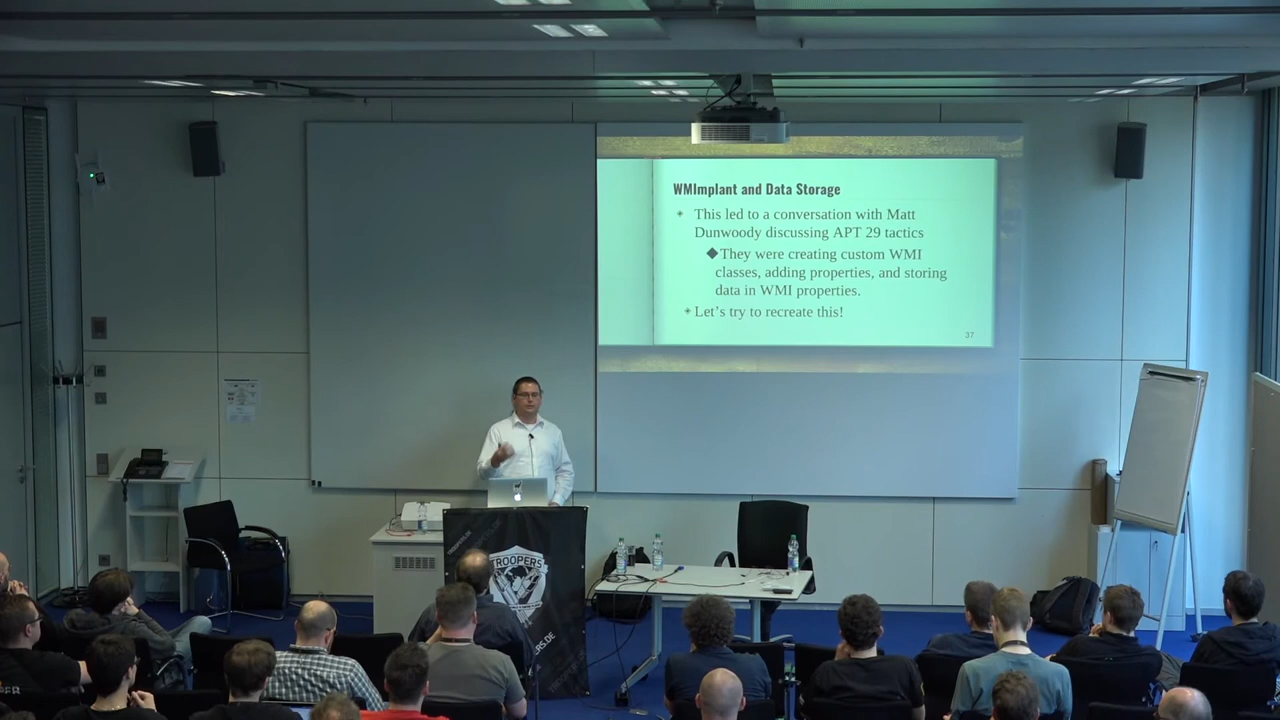 WMImplant and Data Storage
This led to a conversation with Matt
Dunwoody discussing APT 29 tactics
They were creating custom WMI
classes, adding properties, and storing
data in WMI properties.
Let's try to recreate this!
37
TROOPERS